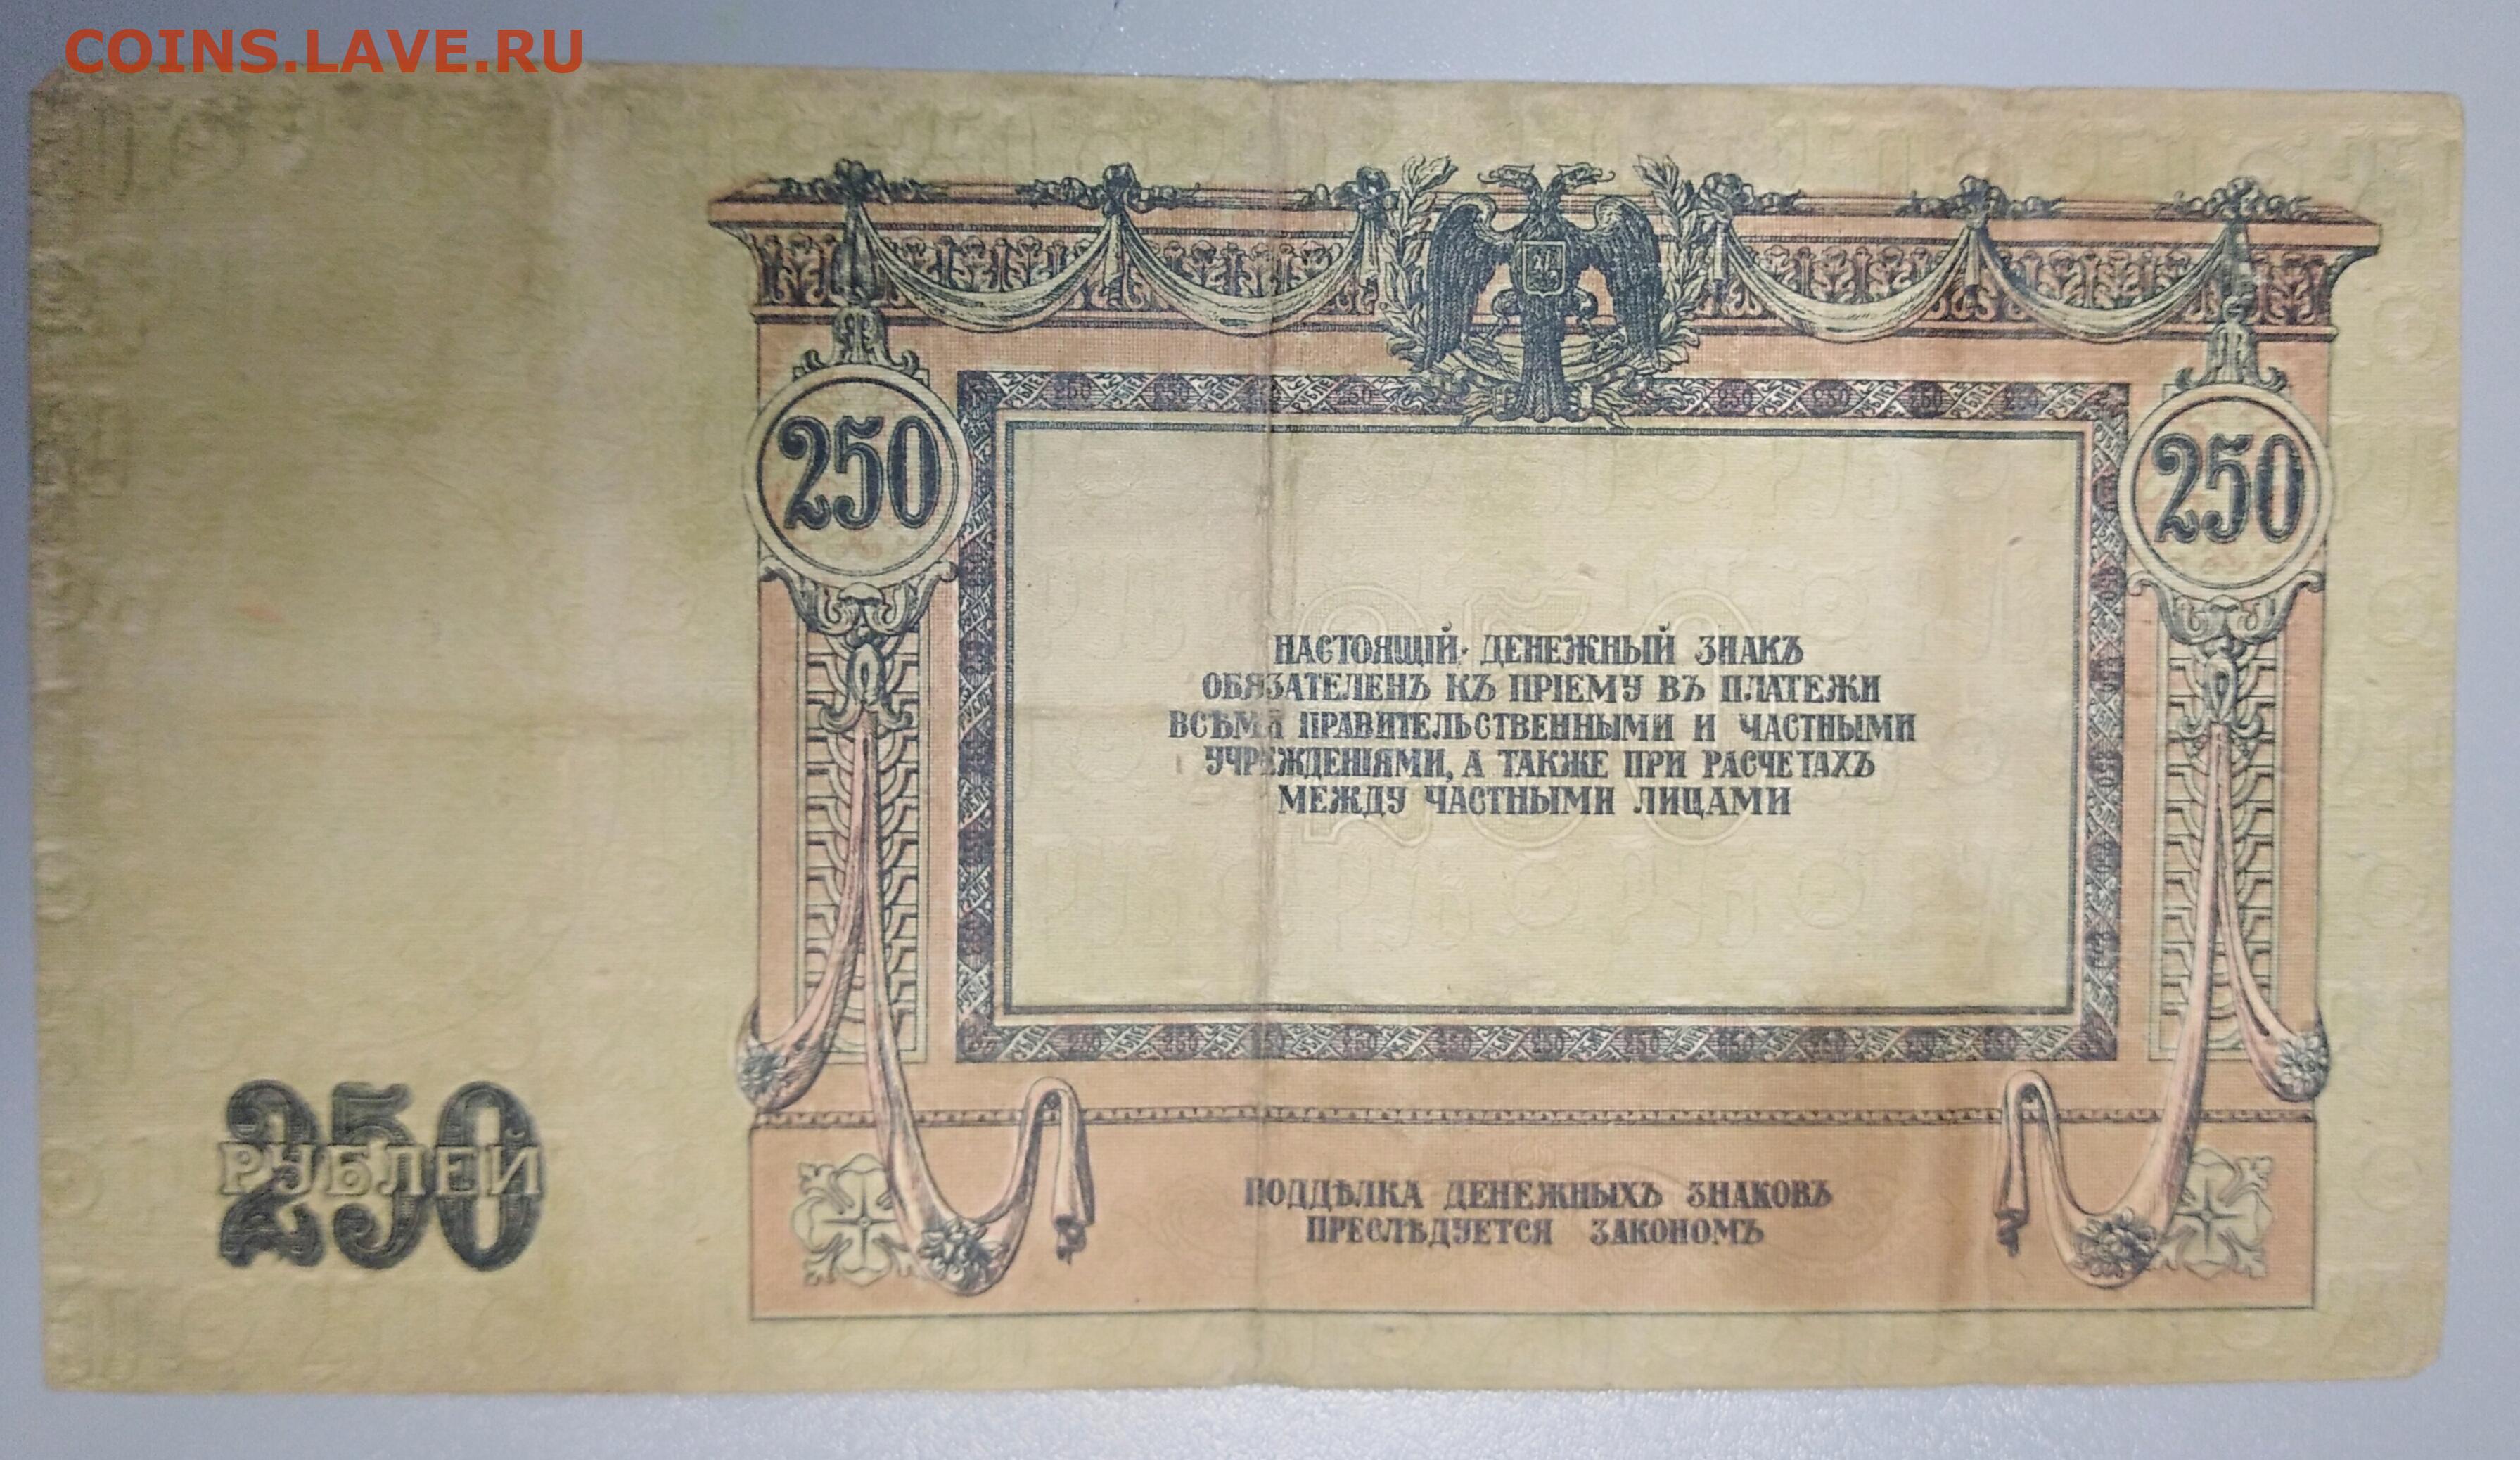 COINS.LAVE.RU
250
250
НАСТОЯЩІЙ ДЕНЕЖНЫЙ ЗНАКЪ
ОБЯЗАТЕЛЕНЪ КЪ ПРІЕМУ ВЪ ПЛАТЕЖИ
ВСѢМИ ПРАВИТЕЛЬСТВЕННЫМИ И ЧАСТНЫМИ
УЧРЕЖДЕНІЯМИ, А ТАКЖЕ ПРИ РАСЧЕТАХЪ
МЕЖДУ ЧАСТНЫМИ ЛИЦАМИ
250
РУБЛЕЙ
ПОДДѢЛКА ДЕНЕЖНЫХЪ ЗНАКОВЪ
ПРЕСЛѢДУЕТСЯ ЗАКОНОМЪ